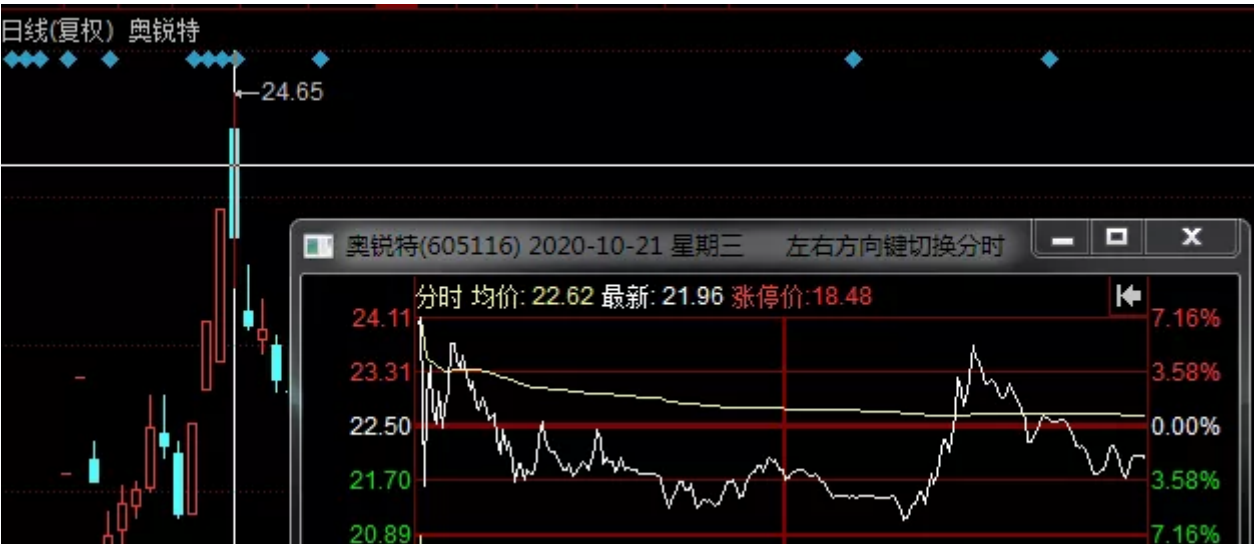 日线(复权) 奥锐特
24.65
奥锐特(605116) 2020-10-21 星期三 左右方向键切换分时
分时 均价: 22.62 最新: 21.96 涨停价:18.48
24.11 7.16%
23.31 3.58%
22.50 0.00%
21.70 3.58%
20.89 7.16%